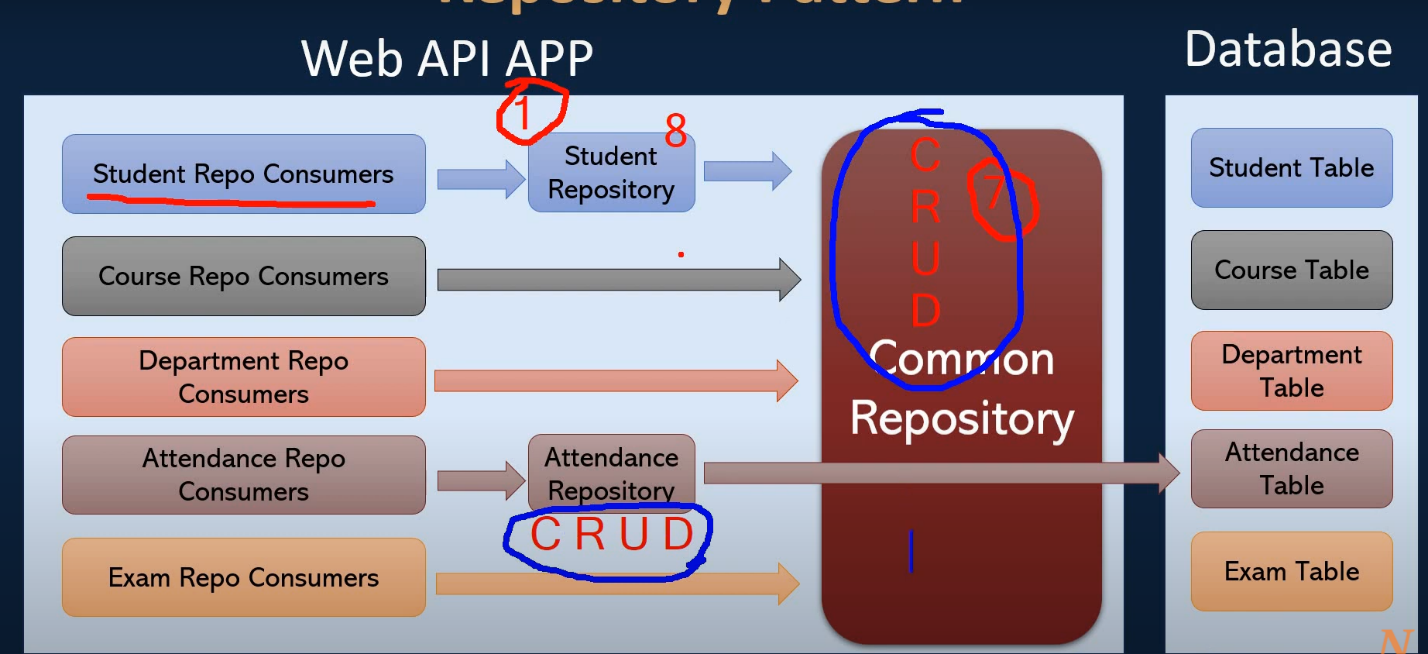 Repository Pattern
Web API APP
Database
1
8
Student Repo Consumers
Student
Repository
C
R
U
D
7
Student Table
Course Repo Consumers
Course Table
Department Repo
Consumers
Common
Repository
Department
Table
Attendance Repo
Consumers
Attendance
Repository
C R U D
Attendance
Table
Exam Repo Consumers
Exam Table
N